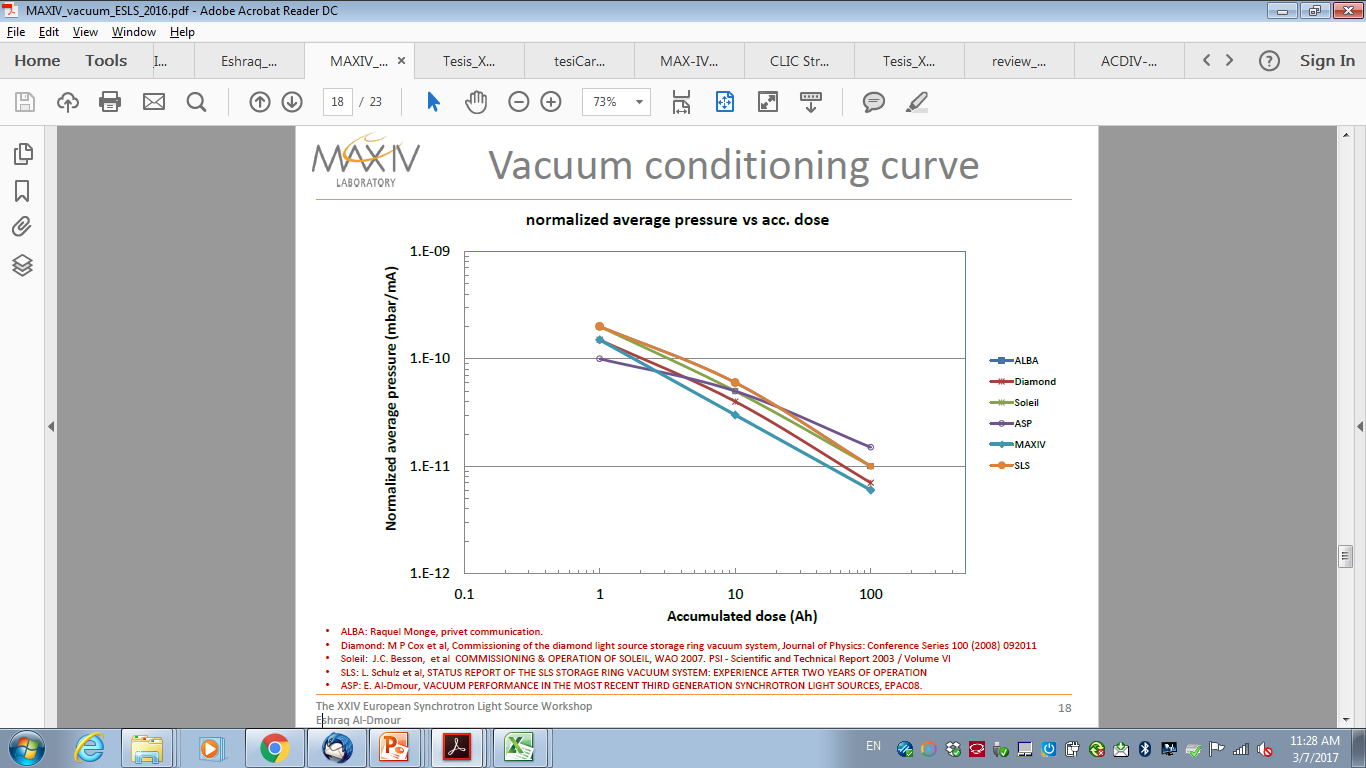 MAXIV_vacuum_ESLS_2016.pdf - Adobe Acrobat Reader DC
File Edit View Window Help
Home Tools I... Eshraq_... MAXIV_... × Tesis_X... tesiCar... MAX-IV... CLIC Str... Tesis_X... review_... ACDIV-... Sign In
18 / 23 73%
MAXIV
LABORATORY
Vacuum conditioning curve
normalized average pressure vs acc. dose
Normalized average pressure (mbar/mA)
1.E-09
1.E-10
1.E-11
1.E-12
0.1 1 10 100
Accumulated dose (Ah)
ALBA
Diamond
Soleil
ASP
MAXIV
SLS
• ALBA: Raquel Monge, privet communication.
• Diamond: M P Cox et al, Commissioning of the diamond light source storage ring vacuum system, Journal of Physics: Conference Series 100 (2008) 092011
• Soleil: J.C. Besson, et al COMMISSIONING & OPERATION OF SOLEIL, WAO 2007. PSI - Scientific and Technical Report 2003 / Volume VI
• SLS: L. Schulz et al, STATUS REPORT OF THE SLS STORAGE RING VACUUM SYSTEM: EXPERIENCE AFTER TWO YEARS OF OPERATION
• ASP: E. Al-Dmour, VACUUM PERFORMANCE IN THE MOST RECENT THIRD GENERATION SYNCHROTRON LIGHT SOURCES, EPAC08.
The XXIV European Synchrotron Light Source Workshop
Eshraq Al-Dmour
18
EN
11:28 AM
3/7/2017